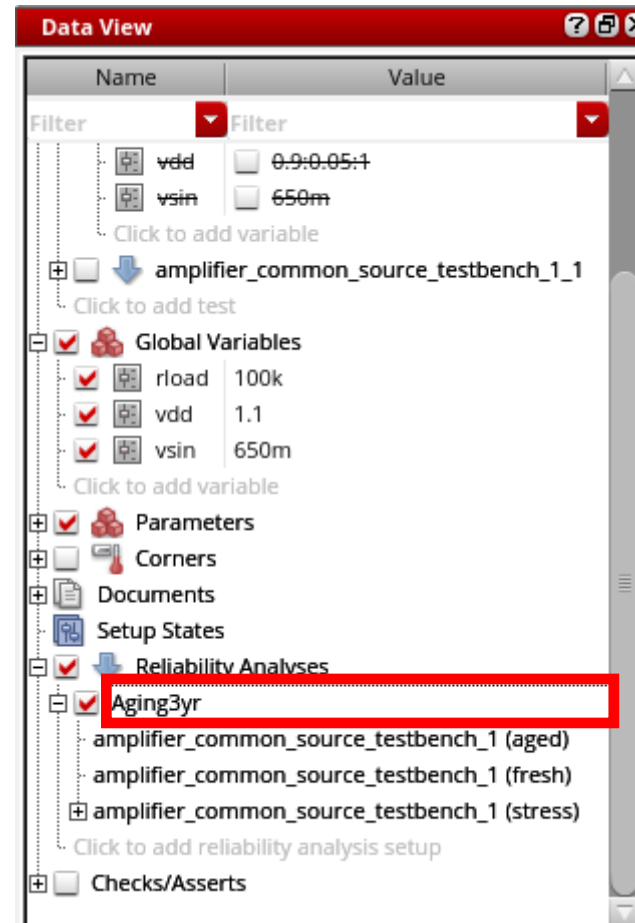 Data View
Name Value
Filter Filter
vdd 0.9:0.05:1
vsin 650m
Click to add variable
amplifier_common_source_testbench_1_1
Click to add test
Global Variables
rload 100k
vdd 1.1
vsin 650m
Click to add variable
Parameters
Corners
Documents
Setup States
Reliability Analyses
Aging3yr
amplifier_common_source_testbench_1 (aged)
amplifier_common_source_testbench_1 (fresh)
amplifier_common_source_testbench_1 (stress)
Click to add reliability analysis setup
Checks/Asserts